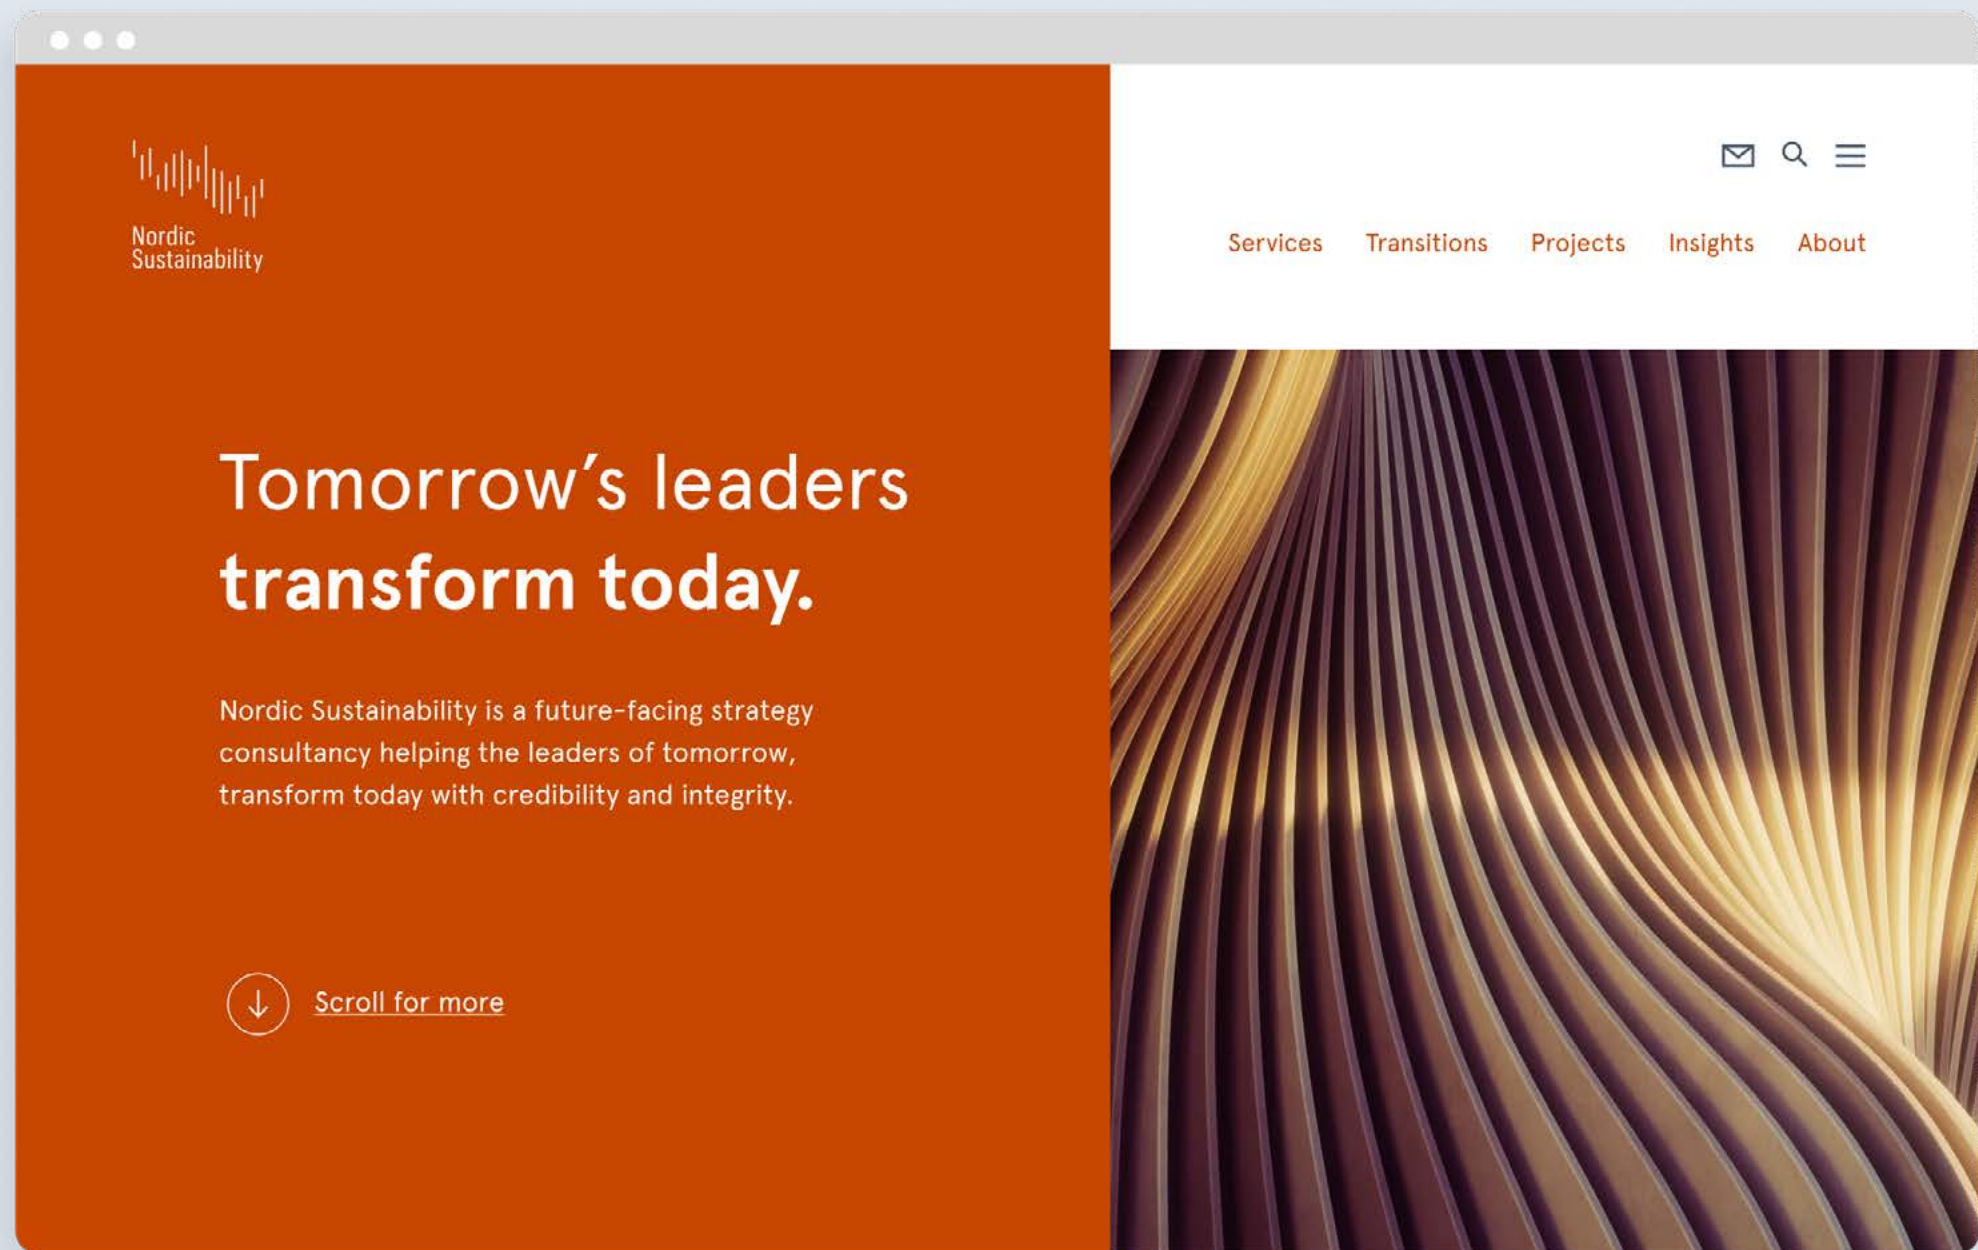 Nordic
Sustainability
Services Transitions Projects Insights About
Tomorrow’s leaders
transform today.
Nordic Sustainability is a future-facing strategy
consultancy helping the leaders of tomorrow,
transform today with credibility and integrity.
Scroll for more